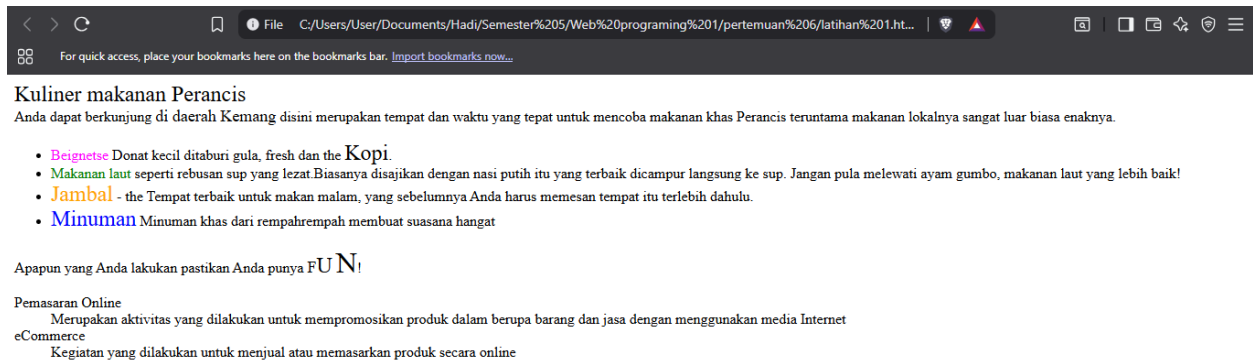 File C:/Users/User/Documents/Hadi/Semester%205/Web%20programing%201/pertemuan%206/latihan%201.ht...
For quick access, place your bookmarks here on the bookmarks bar. Import bookmarks now...
Kuliner makanan Perancis
Anda dapat berkunjung di daerah Kemang disini merupakan tempat dan waktu yang tepat untuk mencoba makanan khas Perancis teruntama makanan lokalnya sangat luar biasa enaknya.
• Beignetse Donat kecil ditaburi gula, fresh dan the Kopi.
• Makanan laut seperti rebusan sup yang lezat.Biasanya disajikan dengan nasi putih itu yang terbaik dicampur langsung ke sup. Jangan pula melewati ayam gumbo, makanan laut yang lebih baik!
• Jambal - the Tempat terbaik untuk makan malam, yang sebelumnya Anda harus memesan tempat itu terlebih dahulu.
• Minuman Minuman khas dari rempahrempah membuat suasana hangat
Apapun yang Anda lakukan pastikan Anda punya FUN!
Pemasaran Online
Merupakan aktivitas yang dilakukan untuk mempromosikan produk dalam berupa barang dan jasa dengan menggunakan media Internet
eCommerce
Kegiatan yang dilakukan untuk menjual atau memasarkan produk secara online